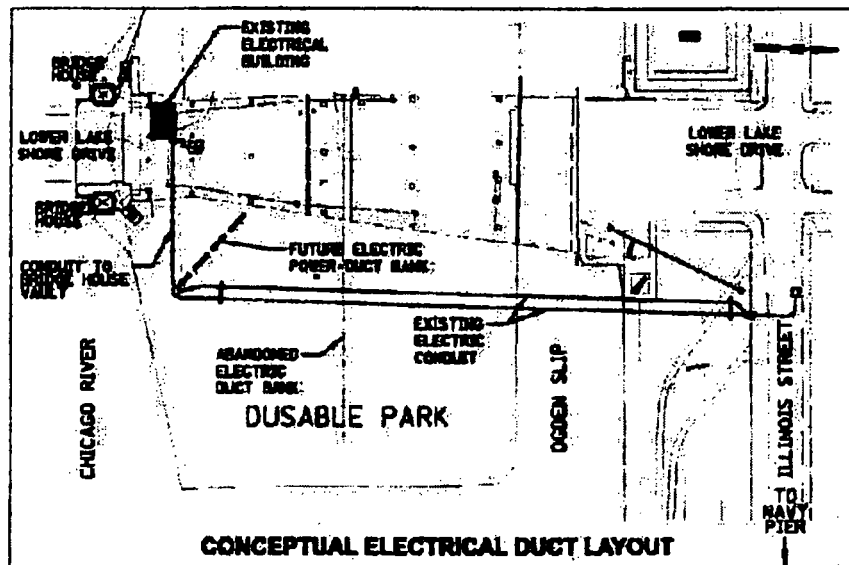 EXISTING
ELECTRICAL
BUILDING
BRIDGE
HOUSE
LOWER LAKE
SHORE DRIVE
LOWER LAKE
SHORE DRIVE
BRIDGE
HOUSE
CONDUIT TO
BRIDGE HOUSE
VAULT
FUTURE ELECTRIC
POWER DUCT BANK
EXISTING
ELECTRIC
CONDUIT
ABANDONED
ELECTRIC
DUCT BANK
CHICAGO RIVER
DUSABLE PARK
OGDEN SLIP
ILLINOIS STREET
TO
NAVY
PIER
CONCEPTUAL ELECTRICAL DUCT LAYOUT